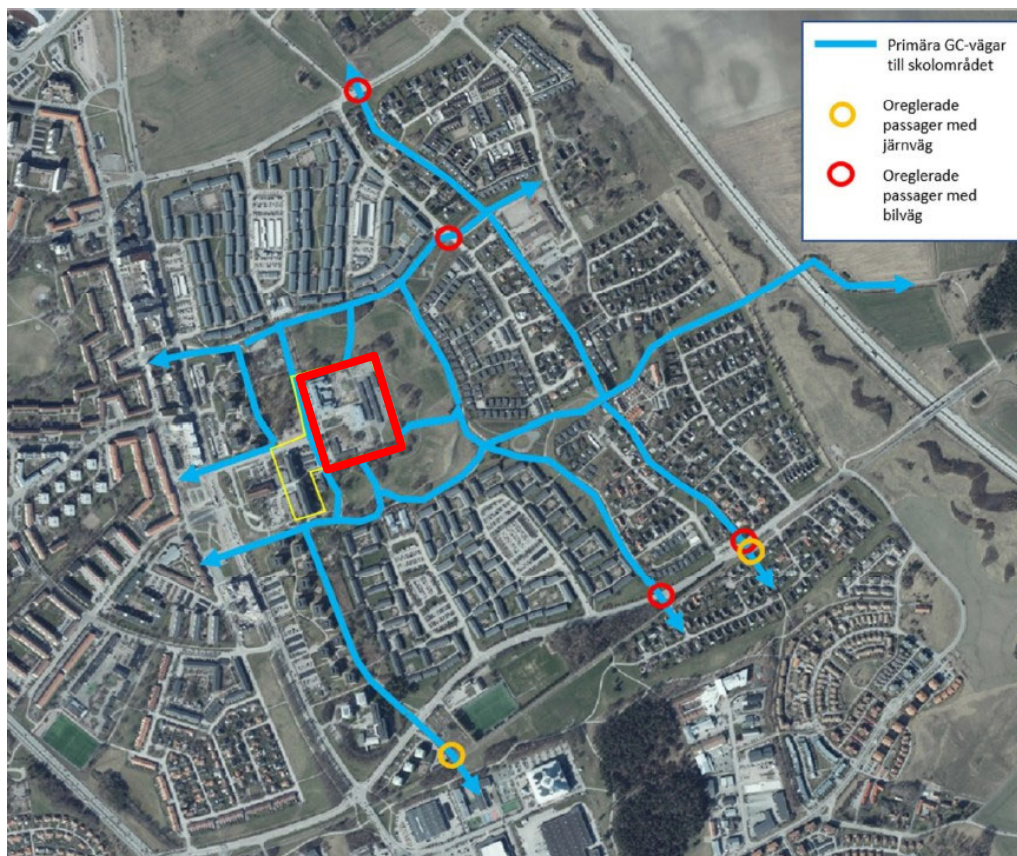 Primära GC-vägar
till skolområdet
Oreglerade
passager med
järnväg
Oreglerade
passager med
bilväg